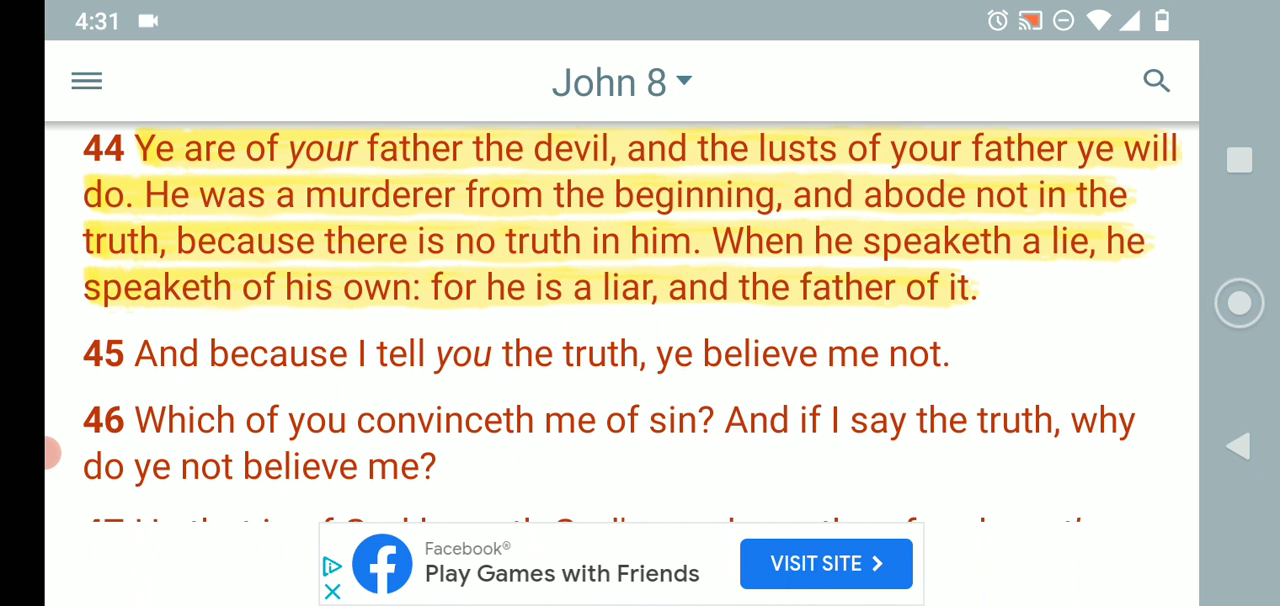 4:31
John 8
44 Ye are of your father the devil, and the lusts of your father ye will
do. He was a murderer from the beginning, and abode not in the
truth, because there is no truth in him. When he speaketh a lie, he
speaketh of his own: for he is a liar, and the father of it.
45 And because I tell you the truth, ye believe me not.
46 Which of you convinceth me of sin? And if I say the truth, why
do ye not believe me?
Facebook®
Play Games with Friends
VISIT SITE